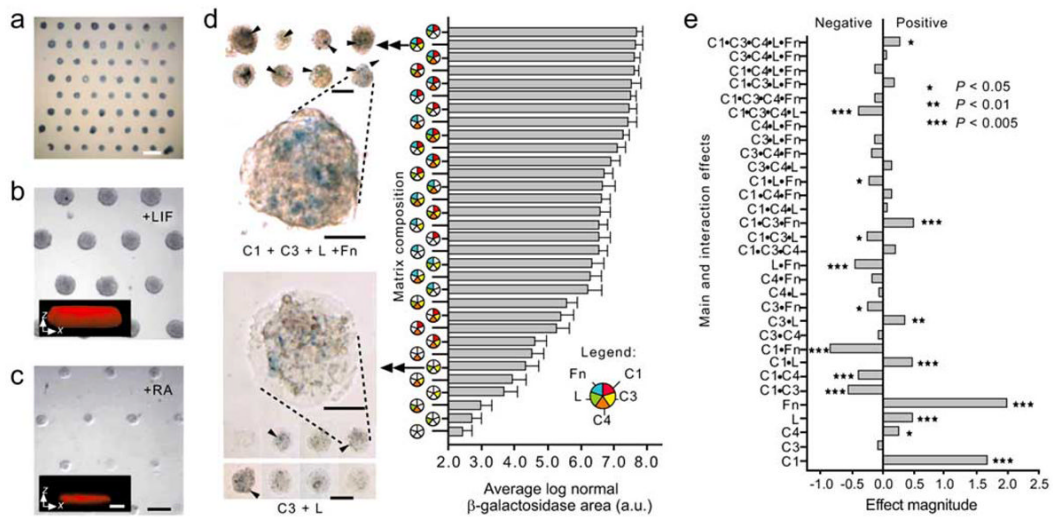 a
b
+LIF
z
x
c
+RA
z
x
d
C1 + C3 + L +Fn
C3 + L
Matrix composition
Legend:
Fn
C1
L
C3
C4
2.0 3.0 4.0 5.0 6.0 7.0 8.0
Average log normal
β-galactosidase area (a.u.)
e
Negative Positive
C1•C3•C4•L•Fn *
C3•C4•L•Fn
C1•C4•L•Fn
C1•C3•L•Fn
C1•C3•C4•Fn
C1•C3•C4•L ***
C4•L•Fn
C3•L•Fn
C3•C4•Fn
C3•C4•L
C1•L•Fn *
C1•C4•Fn
C1•C4•L
C1•C3•Fn ***
C1•C3•L *
C1•C3•C4
L•Fn ***
C4•Fn
C4•L
C3•Fn *
C3•L **
C3•C4
C1•Fn ***
C1•L ***
C1•C4 ***
C1•C3 ***
Fn ***
L ***
C4 *
C3
C1 ***
* P < 0.05
** P < 0.01
*** P < 0.005
Main and interaction effects
-1.0 -0.5 0 0.5 1.0 1.5 2.0 2.5
Effect magnitude